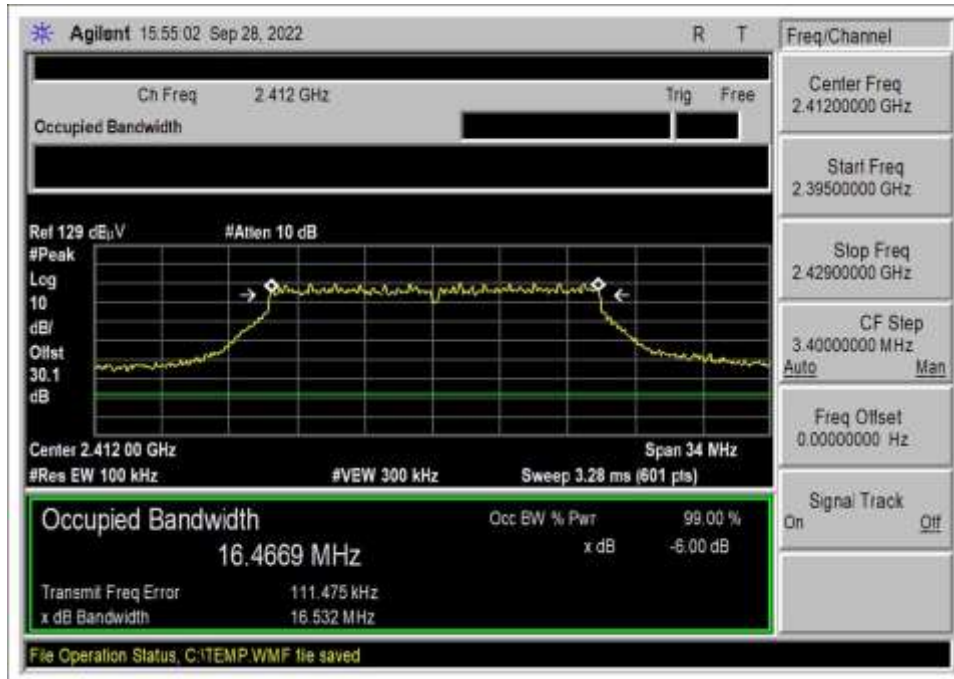 Agilent 15:55:02 Sep 28, 2022 R T
Freq/Channel
Ch Freq 2.412 GHz Trig Free
Occupied Bandwidth
Center Freq
2.41200000 GHz
Start Freq
2.39500000 GHz
Stop Freq
2.42900000 GHz
CF Step
3.40000000 MHz
Auto Man
Freq Offset
0.00000000 Hz
Signal Track
On Off
Ref 129 dBµV #Atten 10 dB
#Peak
Log
10
dB/
Offst
30.1
dB
Center 2.412 00 GHz Span 34 MHz
#Res BW 100 kHz #VBW 300 kHz Sweep 3.28 ms (601 pts)
Occupied Bandwidth Occ BW % Pwr 99.00 %
16.4669 MHz x dB -6.00 dB
Transmit Freq Error 111.475 kHz
x dB Bandwidth 16.532 MHz
File Operation Status, C:\TEMP.WMF file saved